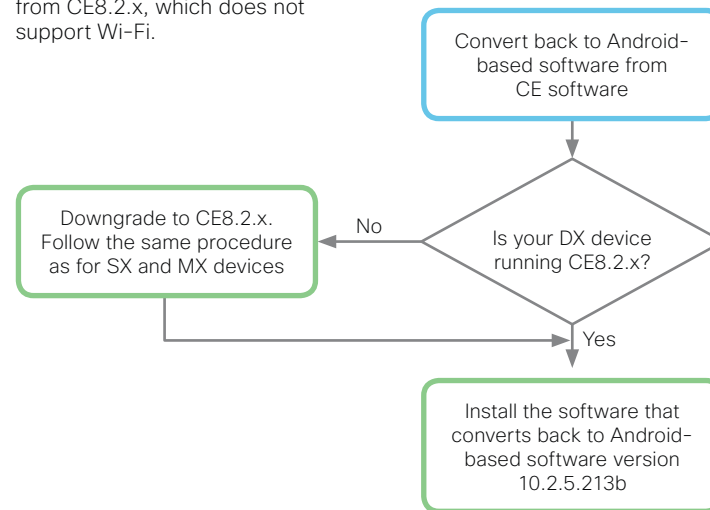 from CE8.2.x, which does not
support Wi-Fi.
Convert back to Android-
based software from
CE software
Downgrade to CE8.2.x.
Follow the same procedure
as for SX and MX devices
No
Is your DX device
running CE8.2.x?
Yes
Install the software that
converts back to Android-
based software version
10.2.5.213b